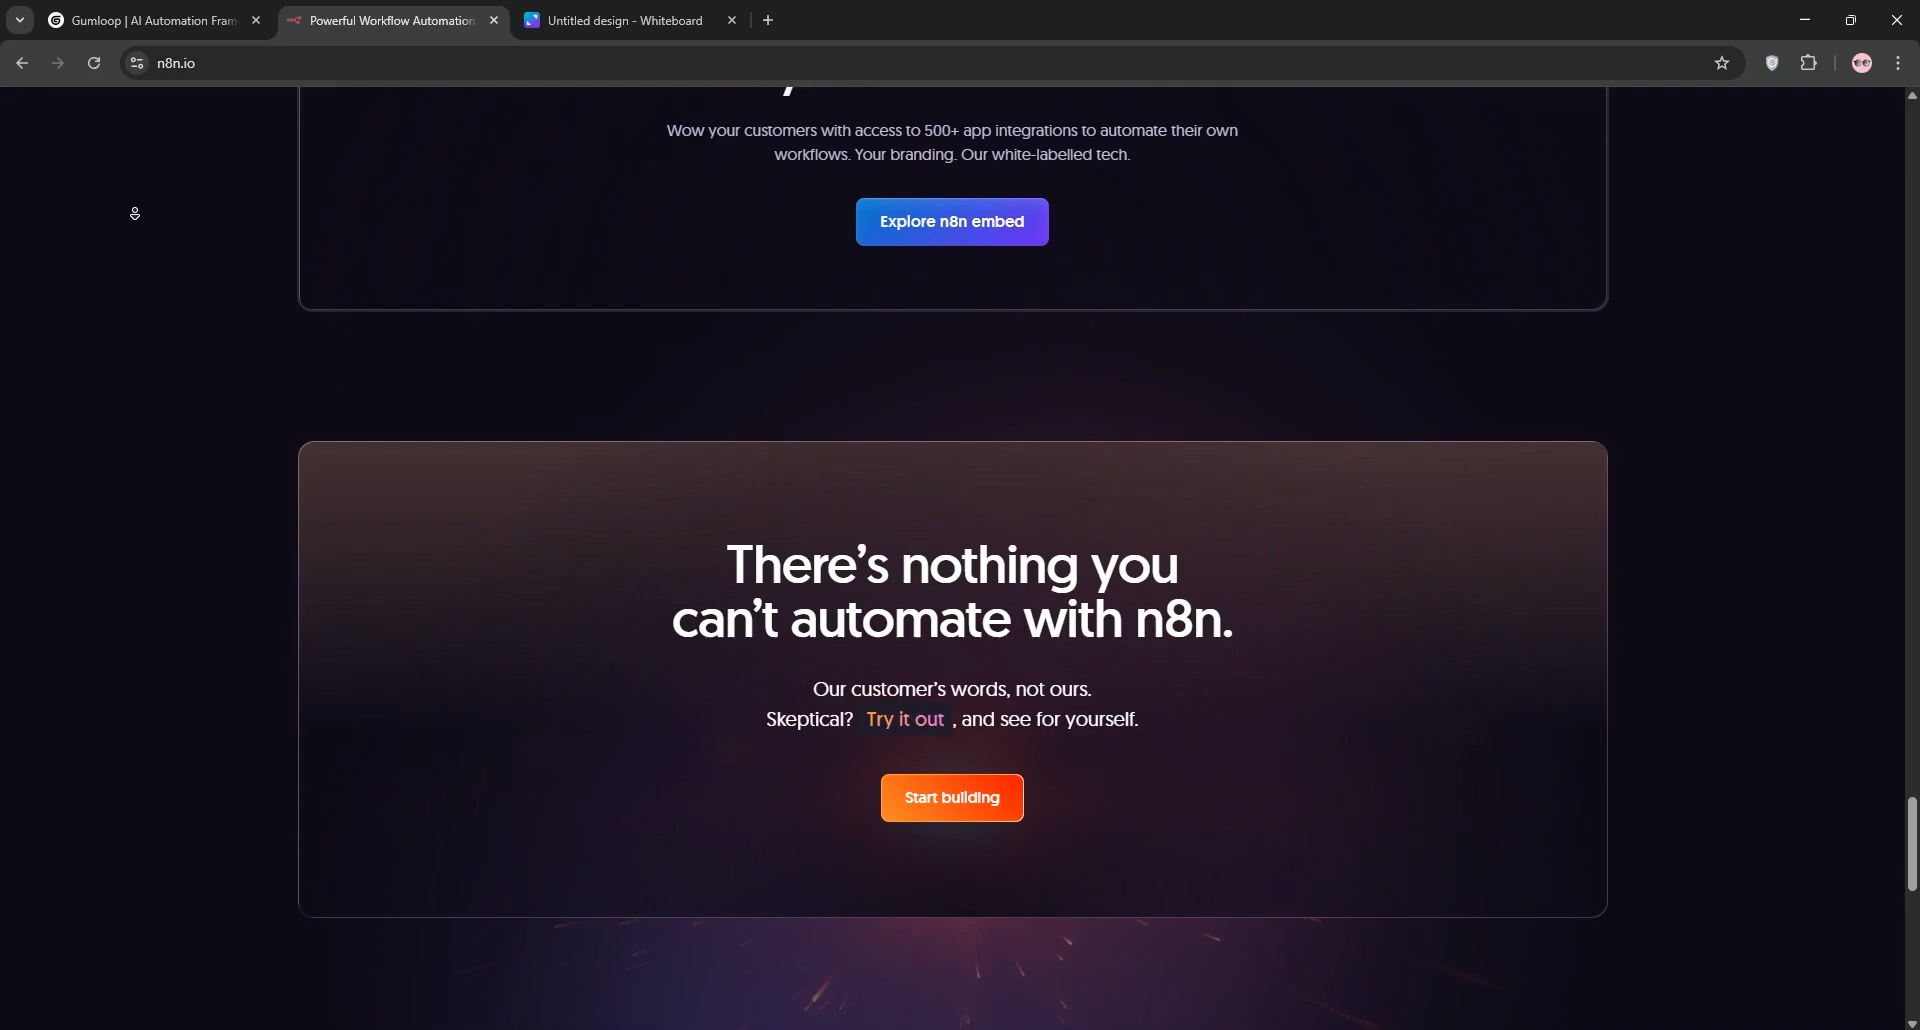 Gumloop | AI Automation Fram
Powerful Workflow Automation
Untitled design - Whiteboard
n8n.io
Wow your customers with access to 500+ app integrations to automate their own
workflows. Your branding. Our white-labelled tech.
Explore n8n embed
There's nothing you
can't automate with n8n.
Our customer's words, not ours.
Skeptical? Try it out , and see for yourself.
Start building